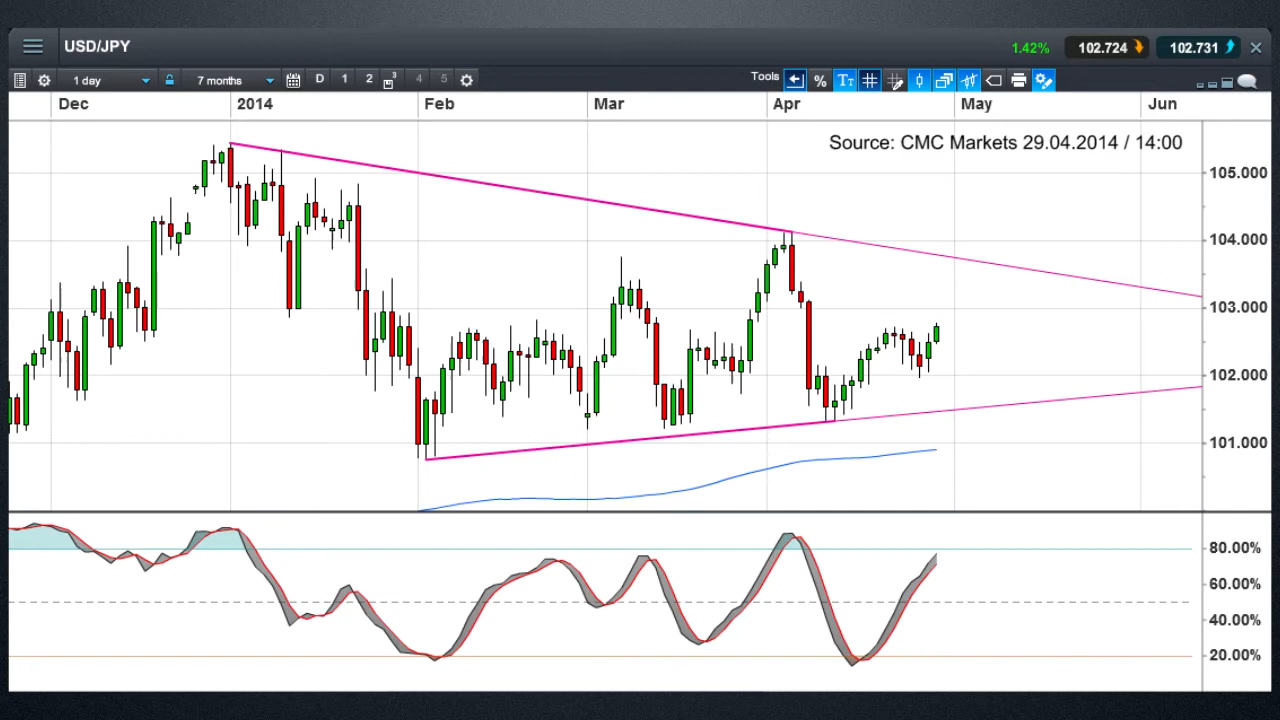 USD/JPY
1.42% 102.724 102.731
1 day 7 months D 1 2 3 4 5 Tools % TT
Dec 2014 Feb Mar Apr May Jun
Source: CMC Markets 29.04.2014 / 14:00
105.000
104.000
103.000
102.000
101.000
80.00%
60.00%
40.00%
20.00%